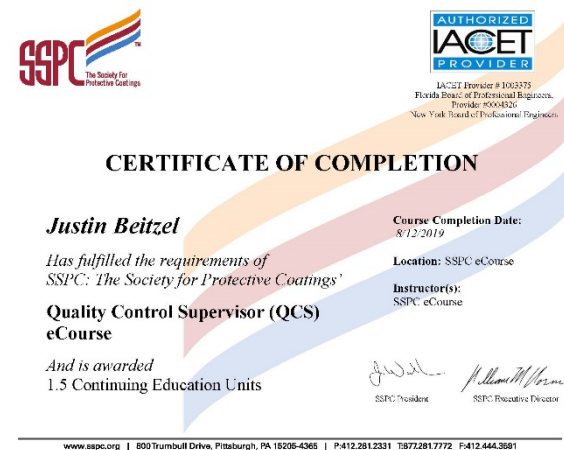 SSPC
TM
The Society For
Protective Coatings
AUTHORIZED
IACET
PROVIDER
IACET Provider # 1003375
Florida Board of Professional Engineers,
Provider #0004326
New York Board of Professional Engineers
CERTIFICATE OF COMPLETION
Justin Beitzel
Has fulfilled the requirements of
SSPC: The Society for Protective Coatings'
Quality Control Supervisor (QCS)
eCourse
And is awarded
1.5 Continuing Education Units
Course Completion Date:
8/12/2019
Location: SSPC eCourse
Instructor(s):
SSPC eCourse
SSPC President
SSPC Executive Director
www.sspc.org | 800 Trumbull Drive, Pittsburgh, PA 15205-4365 | P:412.281.2331 T:877.281.7772 F:412.444.3591